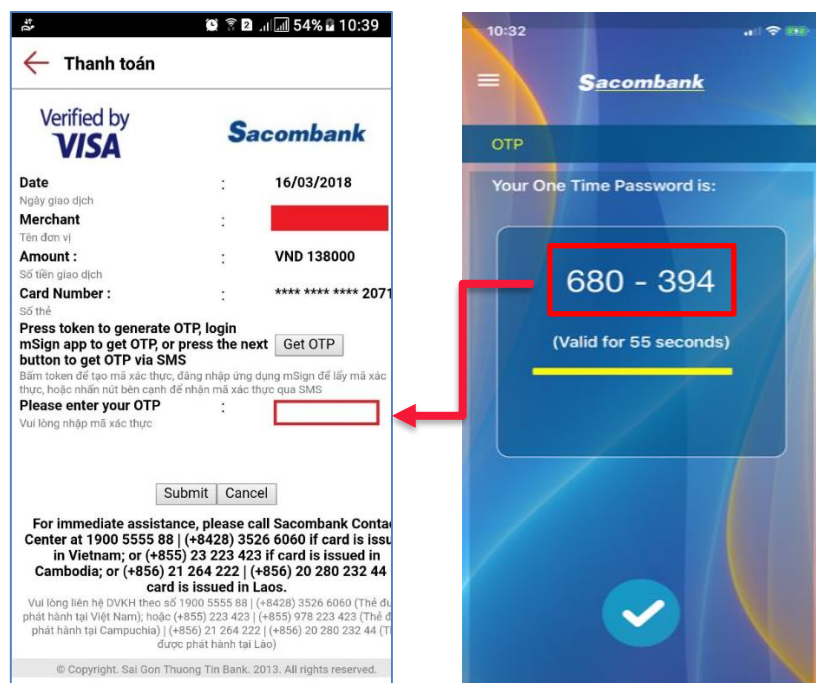 2 54% 10:39
Thanh toán
Verified by
VISA
Sacombank
Date : 16/03/2018
Ngày giao dịch
Merchant :
Tên đơn vị
Amount : : VND 138000
Số tiền giao dịch
Card Number : : **** **** **** 2071
Số thẻ
Press token to generate OTP, login
mSign app to get OTP, or press the next Get OTP
button to get OTP via SMS
Bấm token để tạo mã xác thực, đăng nhập ứng dụng mSign để lấy mã xác
thực, hoặc nhấn nút bên cạnh để nhận mã xác thực qua SMS
Please enter your OTP :
Vui lòng nhập mã xác thực
Submit Cancel
For immediate assistance, please call Sacombank Conta
Center at 1900 5555 88 | (+8428) 3526 6060 if card is issu
in Vietnam; or (+855) 23 223 423 if card is issued in
Cambodia; or (+856) 21 264 222 | (+856) 20 280 232 44
card is issued in Laos.
Vui lòng liên hệ DVKH theo số 1900 5555 88 | (+8428) 3526 6060 (Thẻ đu
phát hành tại Việt Nam); hoặc (+855) 223 423 | (+855) 978 223 423 (Thẻ đ
phát hành tại Campuchia) | (+856) 21 264 222 | (+856) 20 280 232 44 (T
được phát hành tại Lào)
© Copyright. Sai Gon Thuong Tin Bank. 2013. All rights reserved.
10:32
Sacombank
OTP
Your One Time Password is:
680 - 394
(Valid for 55 seconds)